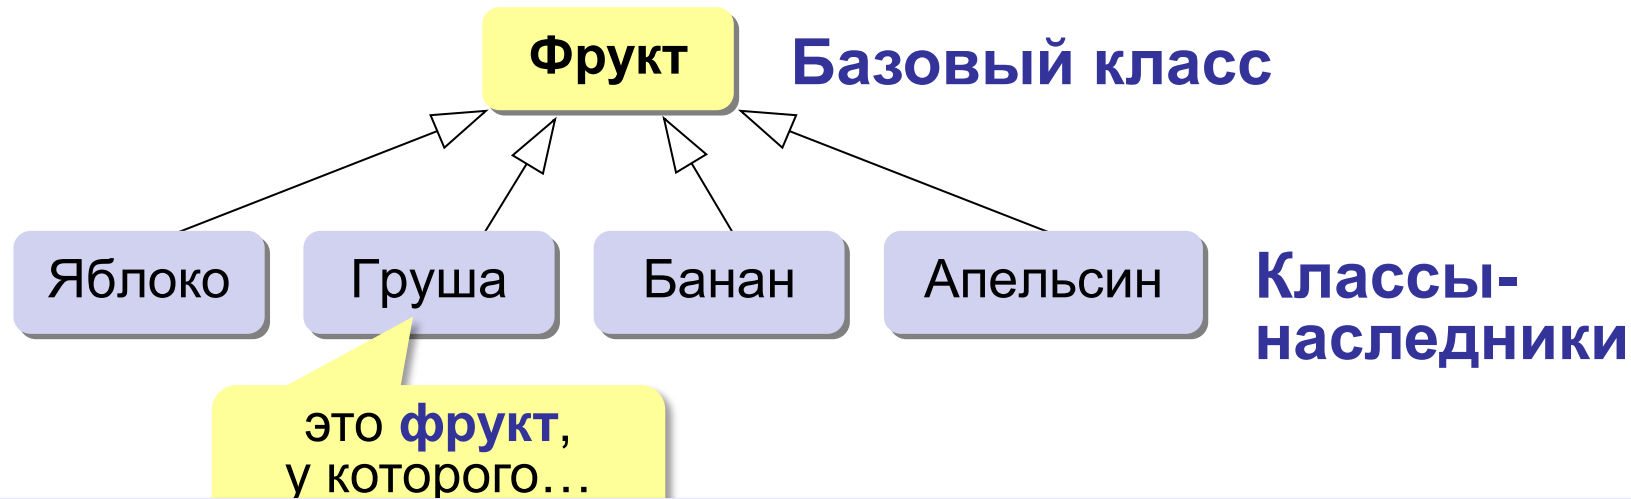 Фрукт
Базовый класс
Яблоко
Груша
Банан
Апельсин
Классы-
наследники
это фрукт,
у которого…